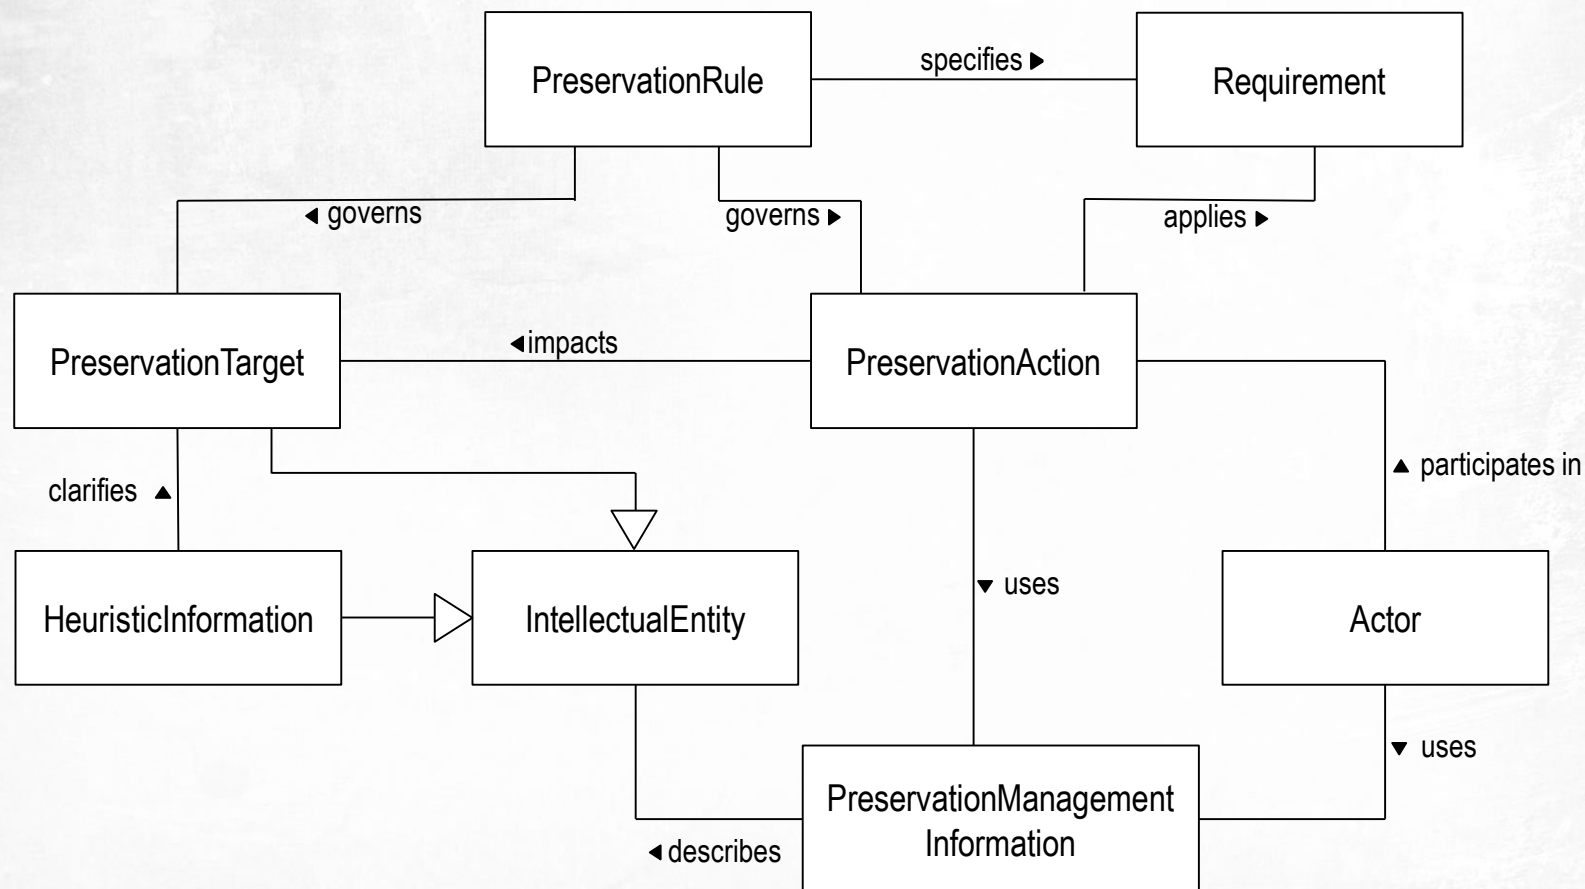 PreservationRule
specifies ▶
Requirement
◀ governs
governs ▶
applies ▶
PreservationTarget
◀ impacts
PreservationAction
clarifies ▲
▲ participates in
HeuristicInformation
IntellectualEntity
▼ uses
Actor
▼ uses
PreservationManagement
Information
◀ describes